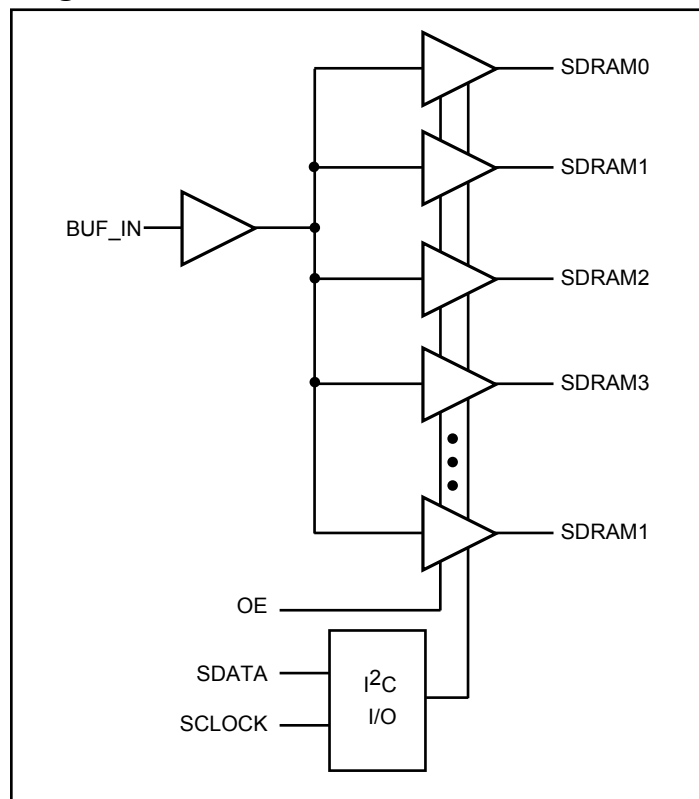 SDRAM0
SDRAM1
BUF_IN
SDRAM2
SDRAM3
SDRAM1
OE
SDATA
I²C
I/O
SCLOCK